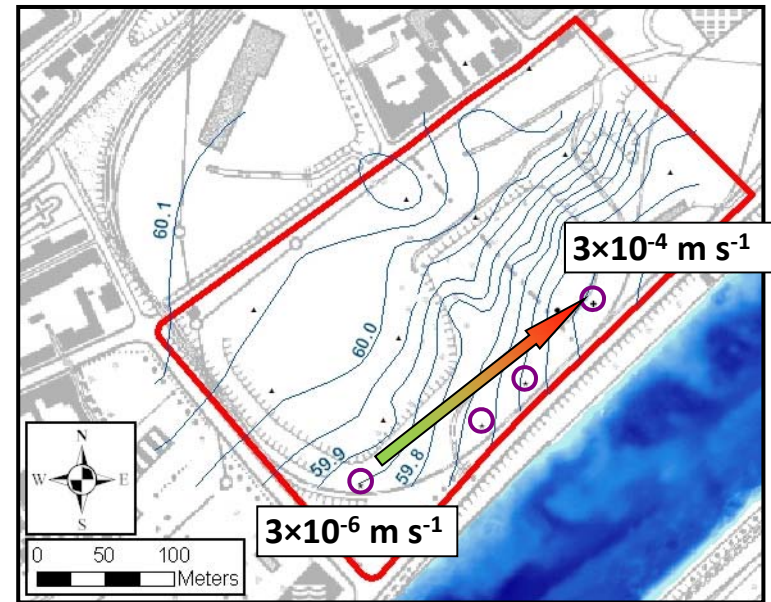 60.1
3×10⁻⁴ m s⁻¹
60.0
59.9
59.8
3×10⁻⁶ m s⁻¹
N
W E
S
0 50 100
Meters